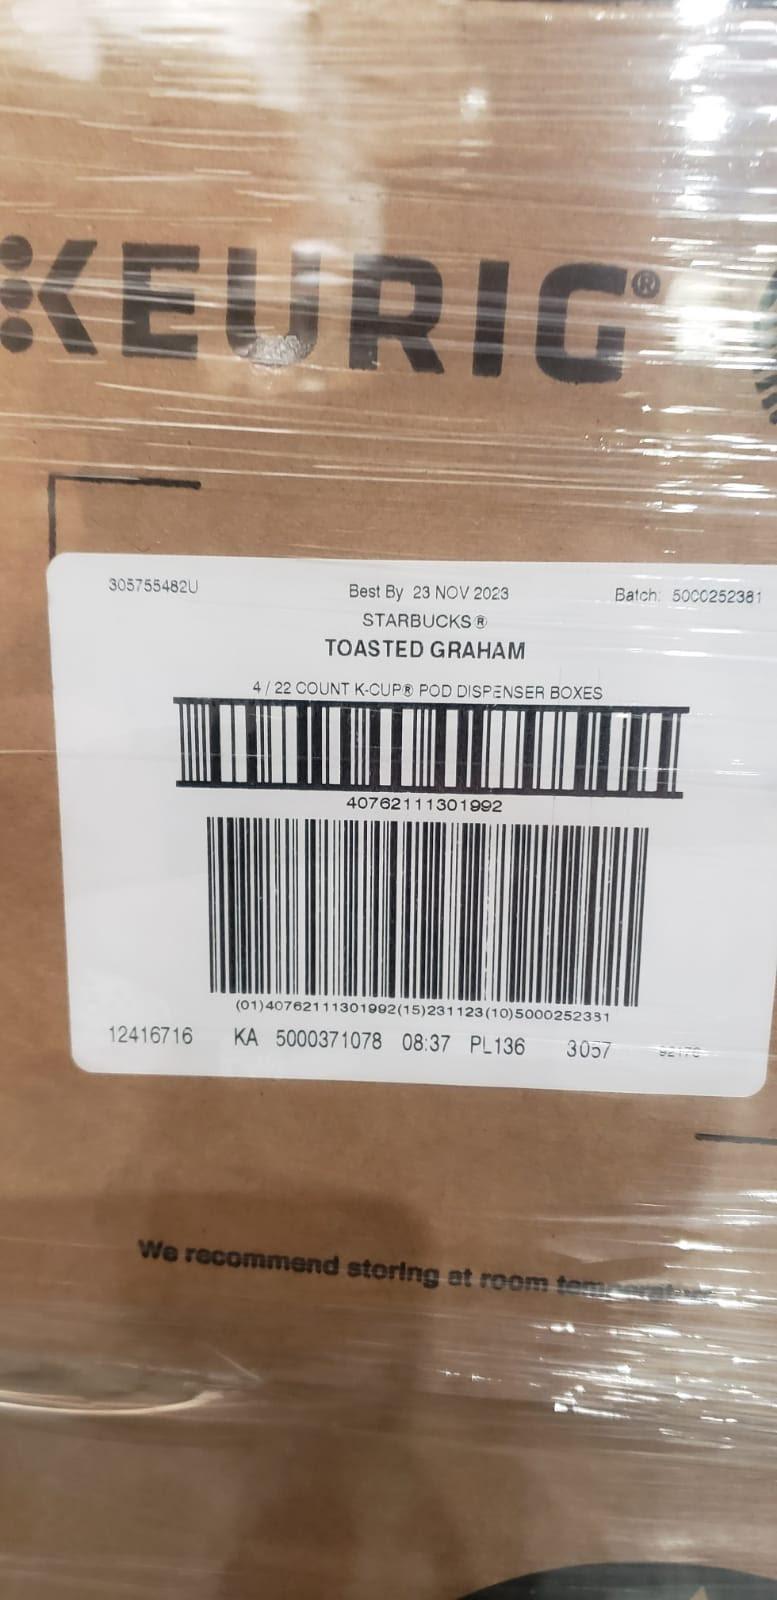 KEURIG®
305755482U
Best By 23 NOV 2023
Batch: 5000252381
STARBUCKS®
TOASTED GRAHAM
4 / 22 COUNT K-CUP® POD DISPENSER BOXES
40762111301992
(01)40762111301992(15)231123(10)5000252381
12416716 KA 5000371078 08:37 PL136 3057
We recommend storing at room temperature